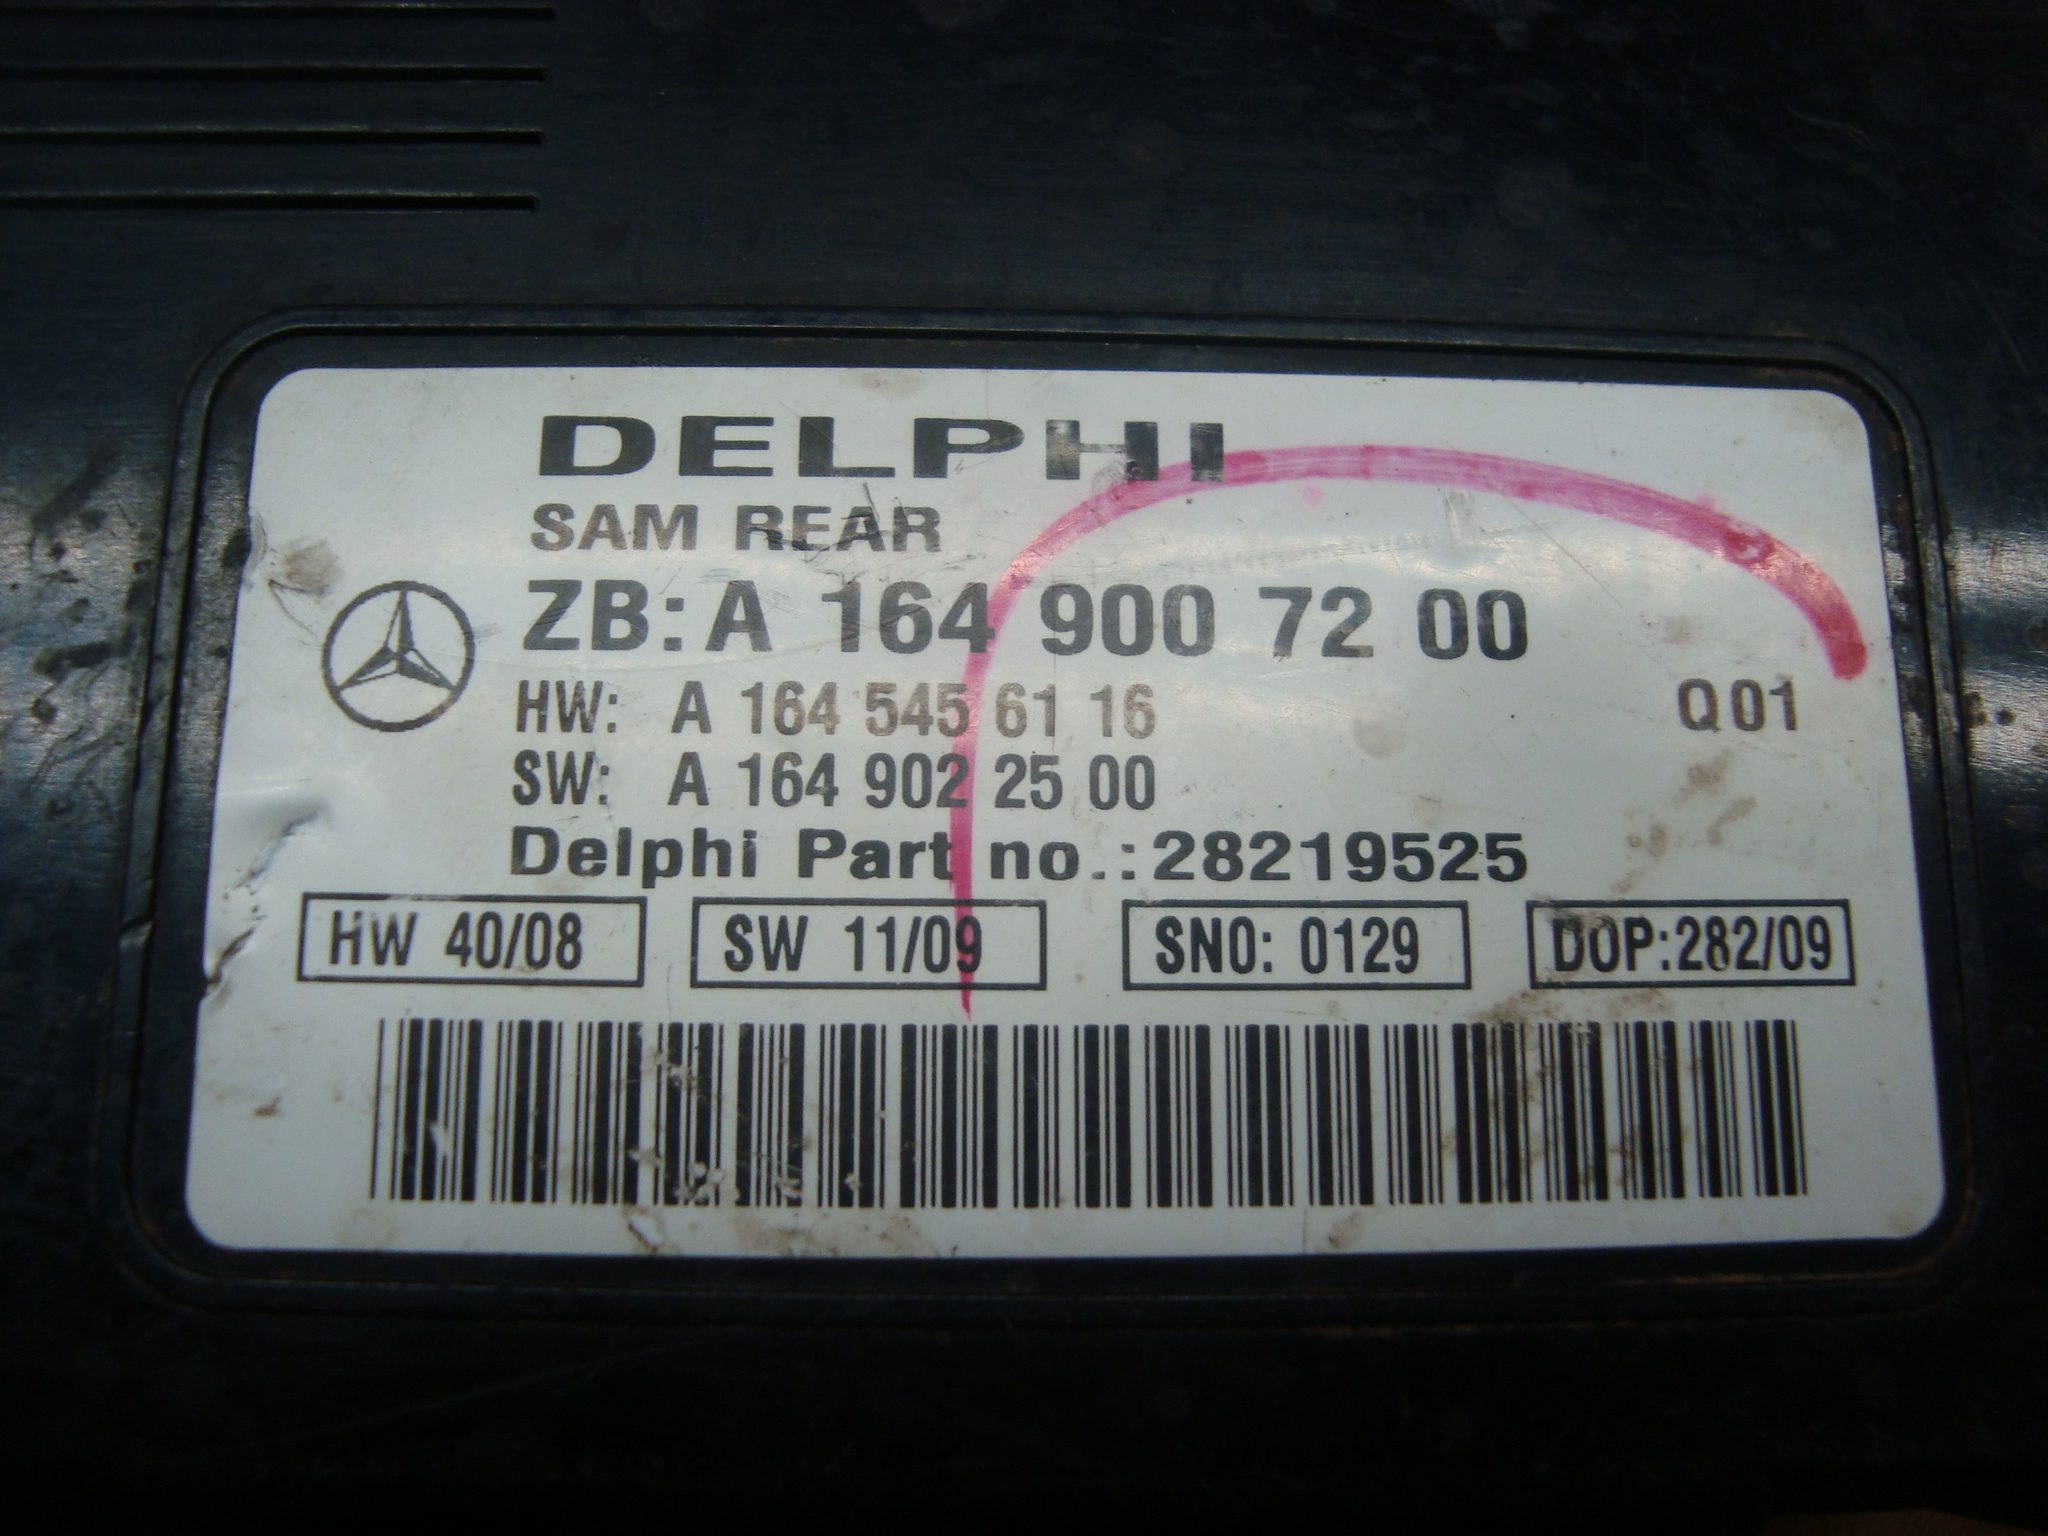 DELPHI
SAM REAR
ZB: A 164 900 72 00
HW: A 164 545 61 16
Q01
SW: A 164 902 25 00
Delphi Part no.:28219525
HW 40/08 SW 11/09 SNO: 0129 DOP:282/09